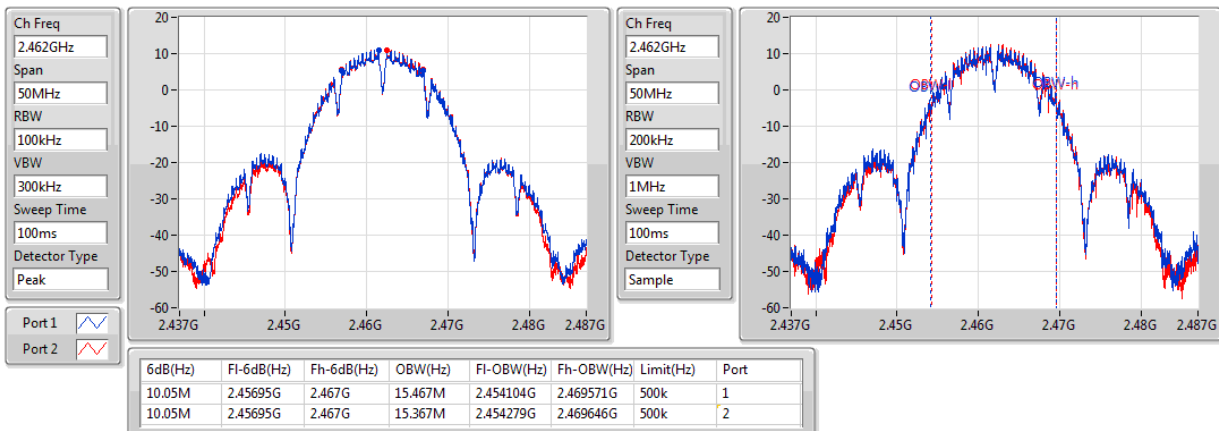 Ch Freq
2.462GHz
Span
50MHz
RBW
100kHz
VBW
300kHz
Sweep Time
100ms
Detector Type
Peak
Port 1
Port 2
20
10
0
-10
-20
-30
-40
-50
-60
2.437G 2.45G 2.46G 2.47G 2.48G 2.487G
Ch Freq
2.462GHz
Span
50MHz
RBW
200kHz
VBW
1MHz
Sweep Time
100ms
Detector Type
Sample
20
10
0
-10
-20
-30
-40
-50
-60
OBW-h
2.437G 2.45G 2.46G 2.47G 2.48G 2.487G
6dB(Hz) Fl-6dB(Hz) Fh-6dB(Hz) OBW(Hz) Fl-OBW(Hz) Fh-OBW(Hz) Limit(Hz) Port
10.05M 2.45695G 2.467G 15.467M 2.454104G 2.469571G 500k 1
10.05M 2.45695G 2.467G 15.367M 2.454279G 2.469646G 500k 2